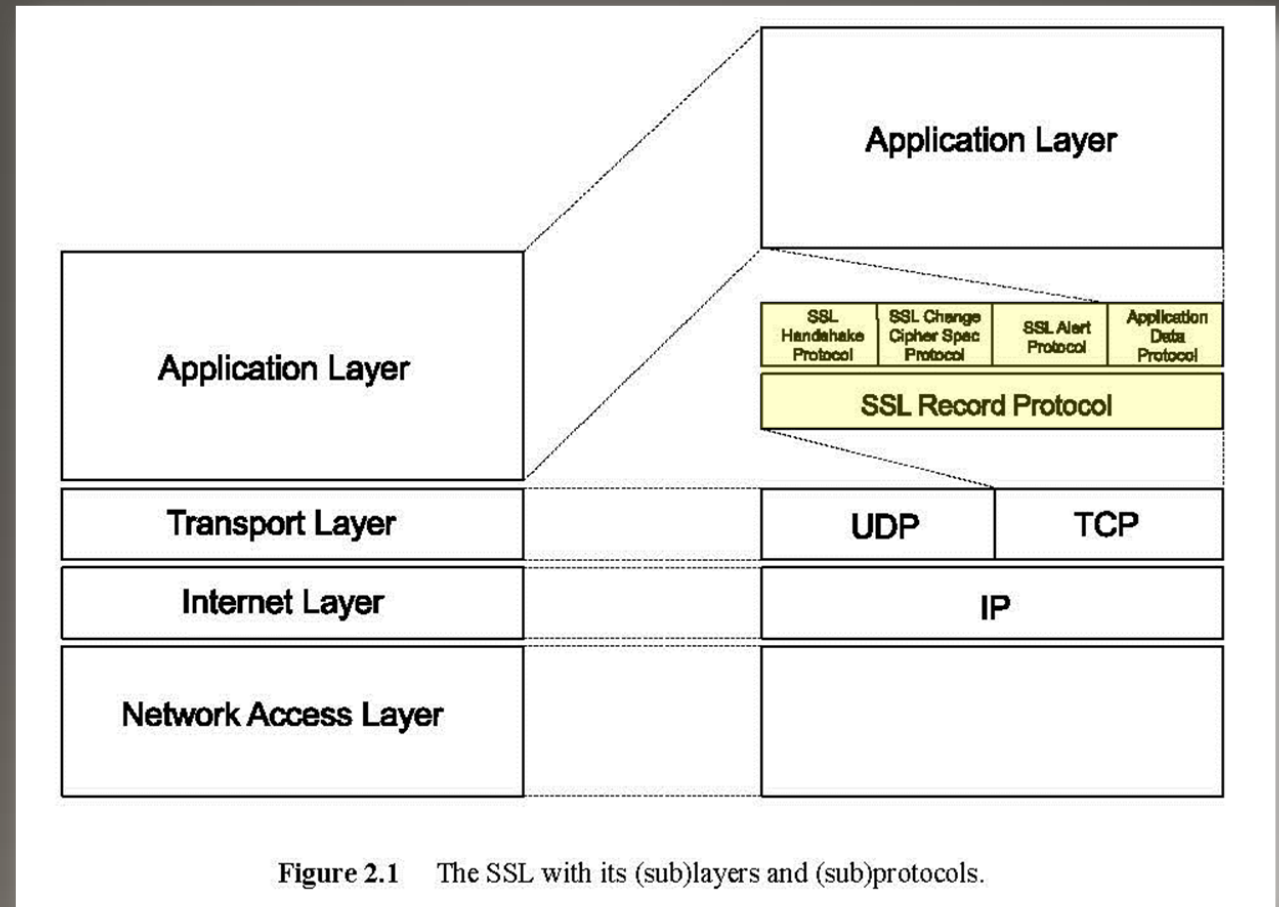 Application Layer
SSL
Handshake
Protocol
SSL Change
Cipher Spec
Protocol
SSL Alert
Protocol
Application
Data
Protocol
SSL Record Protocol
Application Layer
Transport Layer
UDP
TCP
Internet Layer
IP
Network Access Layer
Figure 2.1 The SSL with its (sub)layers and (sub)protocols.